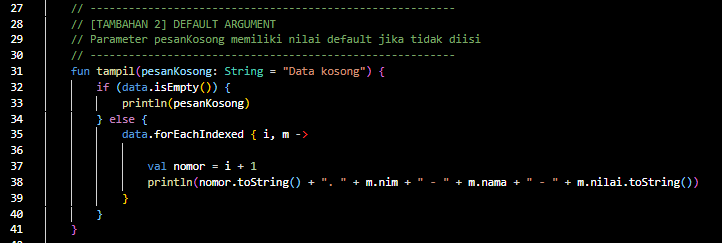 27 // -------------------------------------------------------
28 // [TAMBAHAN 2] DEFAULT ARGUMENT
29 // Parameter pesanKosong memiliki nilai default jika tidak diisi
30 // -------------------------------------------------------
31 fun tampil(pesanKosong: String = "Data kosong") {
32     if (data.isEmpty()) {
33         println(pesanKosong)
34     } else {
35         data.forEachIndexed { i, m ->
36
37             val nomor = i + 1
38             println(nomor.toString() + ". " + m.nim + " - " + m.nama + " - " + m.nilai.toString())
39         }
40     }
41 }